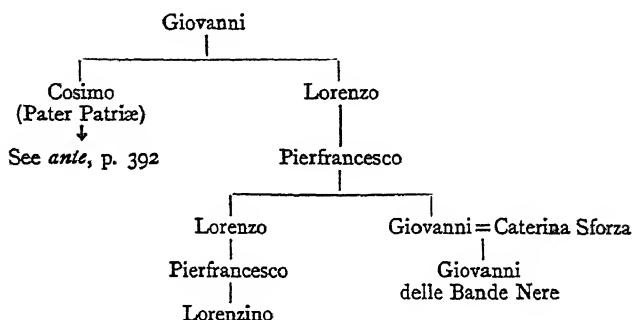 Giovanni
Cosimo Lorenzo
(Pater Patriæ)
See ante, p. 392
Pierfrancesco
Lorenzo Giovanni = Caterina Sforza
Pierfrancesco Giovanni
delle Bande Nere
Lorenzino